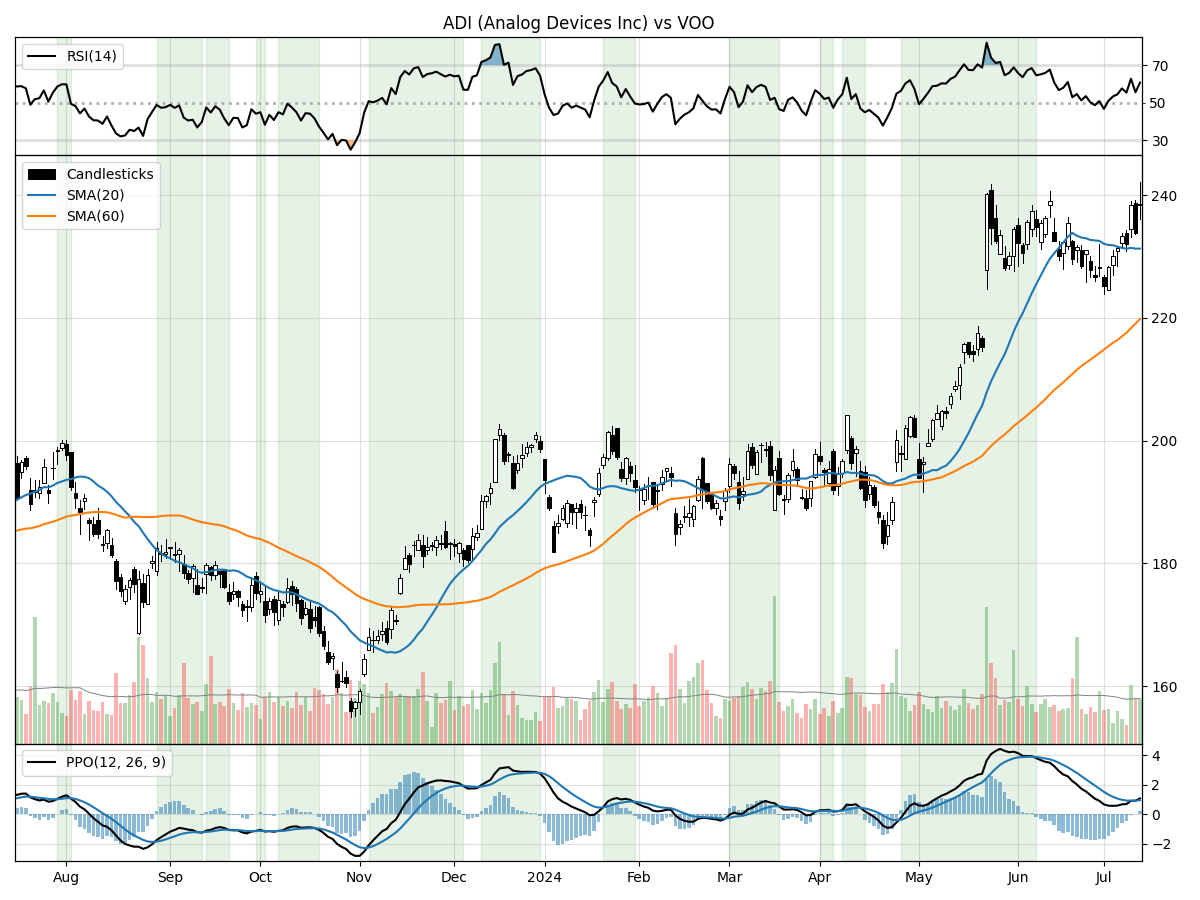 ADI (Analog Devices Inc) vs VOO
RSI(14)
70
50
30
Candlesticks
SMA(20)
SMA(60)
240
220
200
180
160
PPO(12, 26, 9)
4
2
0
−2
Aug Sep Oct Nov Dec 2024 Feb Mar Apr May Jun Jul